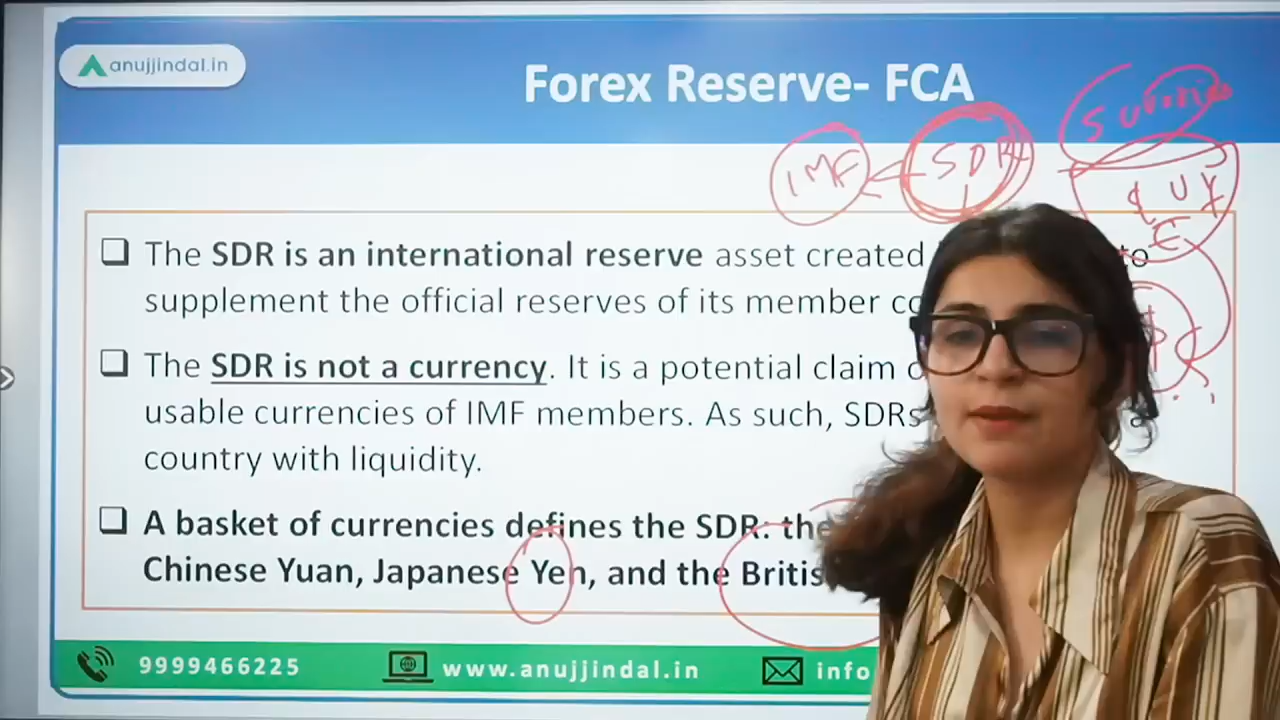 anujjindal.in
Forex Reserve- FCA
IMF SDR
The SDR is an international reserve asset created to
supplement the official reserves of its member
The SDR is not a currency. It is a potential claim
usable currencies of IMF members. As such, SDRs
country with liquidity.
A basket of currencies defines the SDR: the
Chinese Yuan, Japanese Yen, and the
9999466225 www.anujjindal.in info